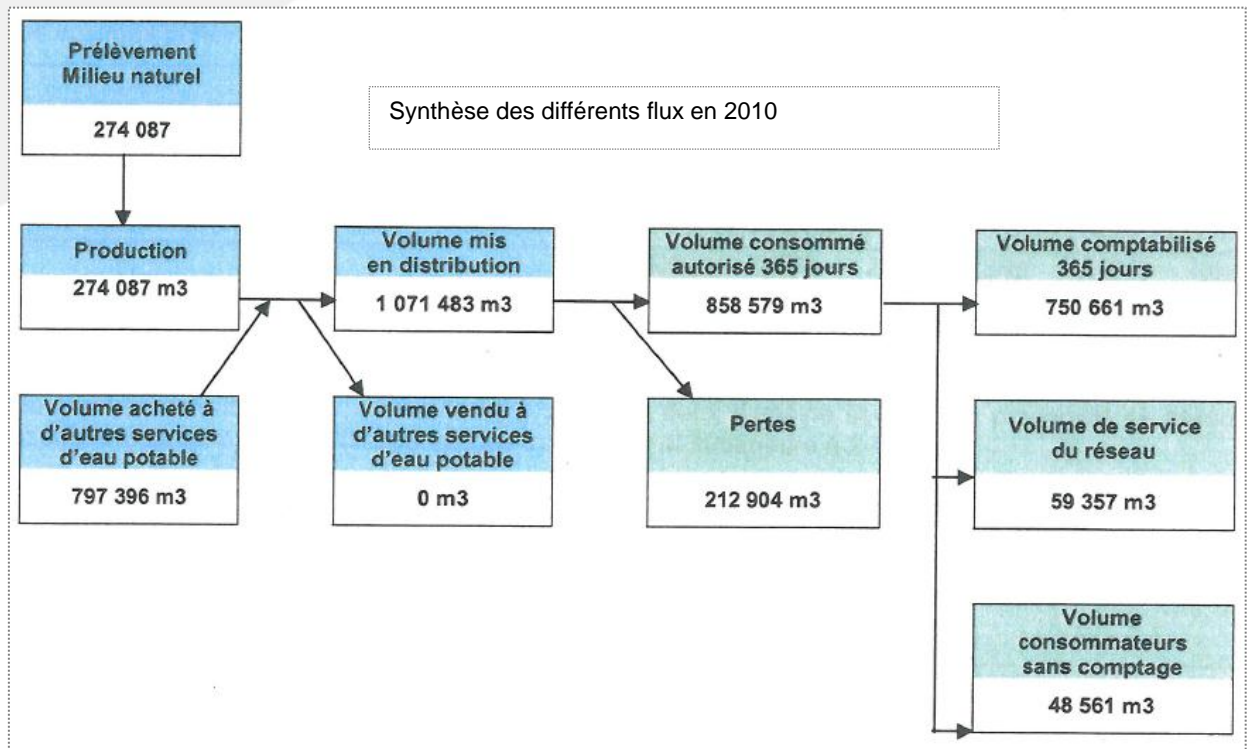 Prélèvement
Milieu naturel
274 087
Synthèse des différents flux en 2010
Production
274 087 m3
Volume mis
en distribution
1 071 483 m3
Volume consommé
autorisé 365 jours
858 579 m3
Volume comptabilisé
365 jours
750 661 m3
Volume acheté à
d'autres services
d'eau potable
797 396 m3
Volume vendu à
d'autres services
d'eau potable
0 m3
Pertes
212 904 m3
Volume de service
du réseau
59 357 m3
Volume
consommateurs
sans comptage
48 561 m3